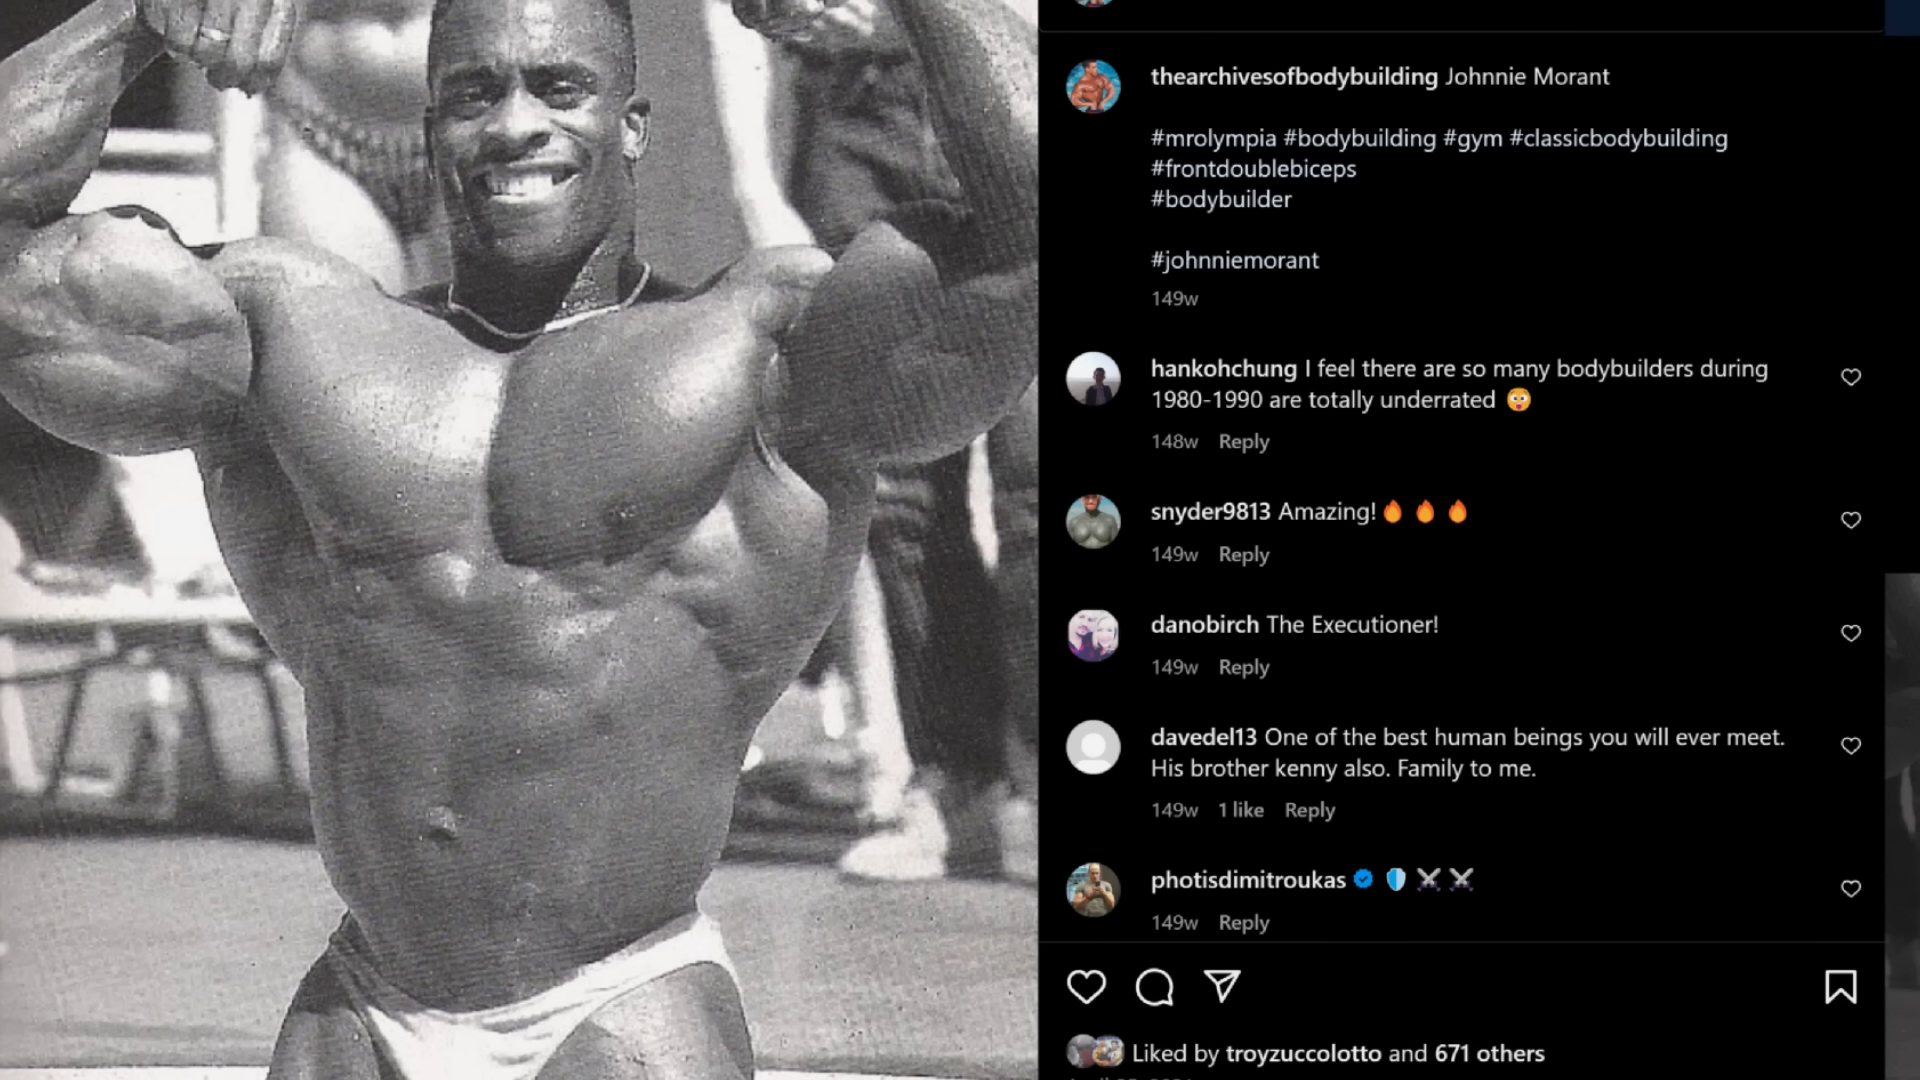 thearchivesofbodybuilding Johnnie Morant
#mrolympia #bodybuilding #gym #classicbodybuilding
#frontdoublebiceps
#bodybuilder
#johnniemorant
149w
hankohchung I feel there are so many bodybuilders during
1980-1990 are totally underrated 😳
148w Reply
snyder9813 Amazing!🔥 🔥 🔥
149w Reply
danobirch The Executioner!
149w Reply
davedel13 One of the best human beings you will ever meet.
His brother kenny also. Family to me.
149w 1 like Reply
photisdimitroukas 🛡️ ⚔️ ⚔️
149w Reply
Liked by troyzuccolotto and 671 others